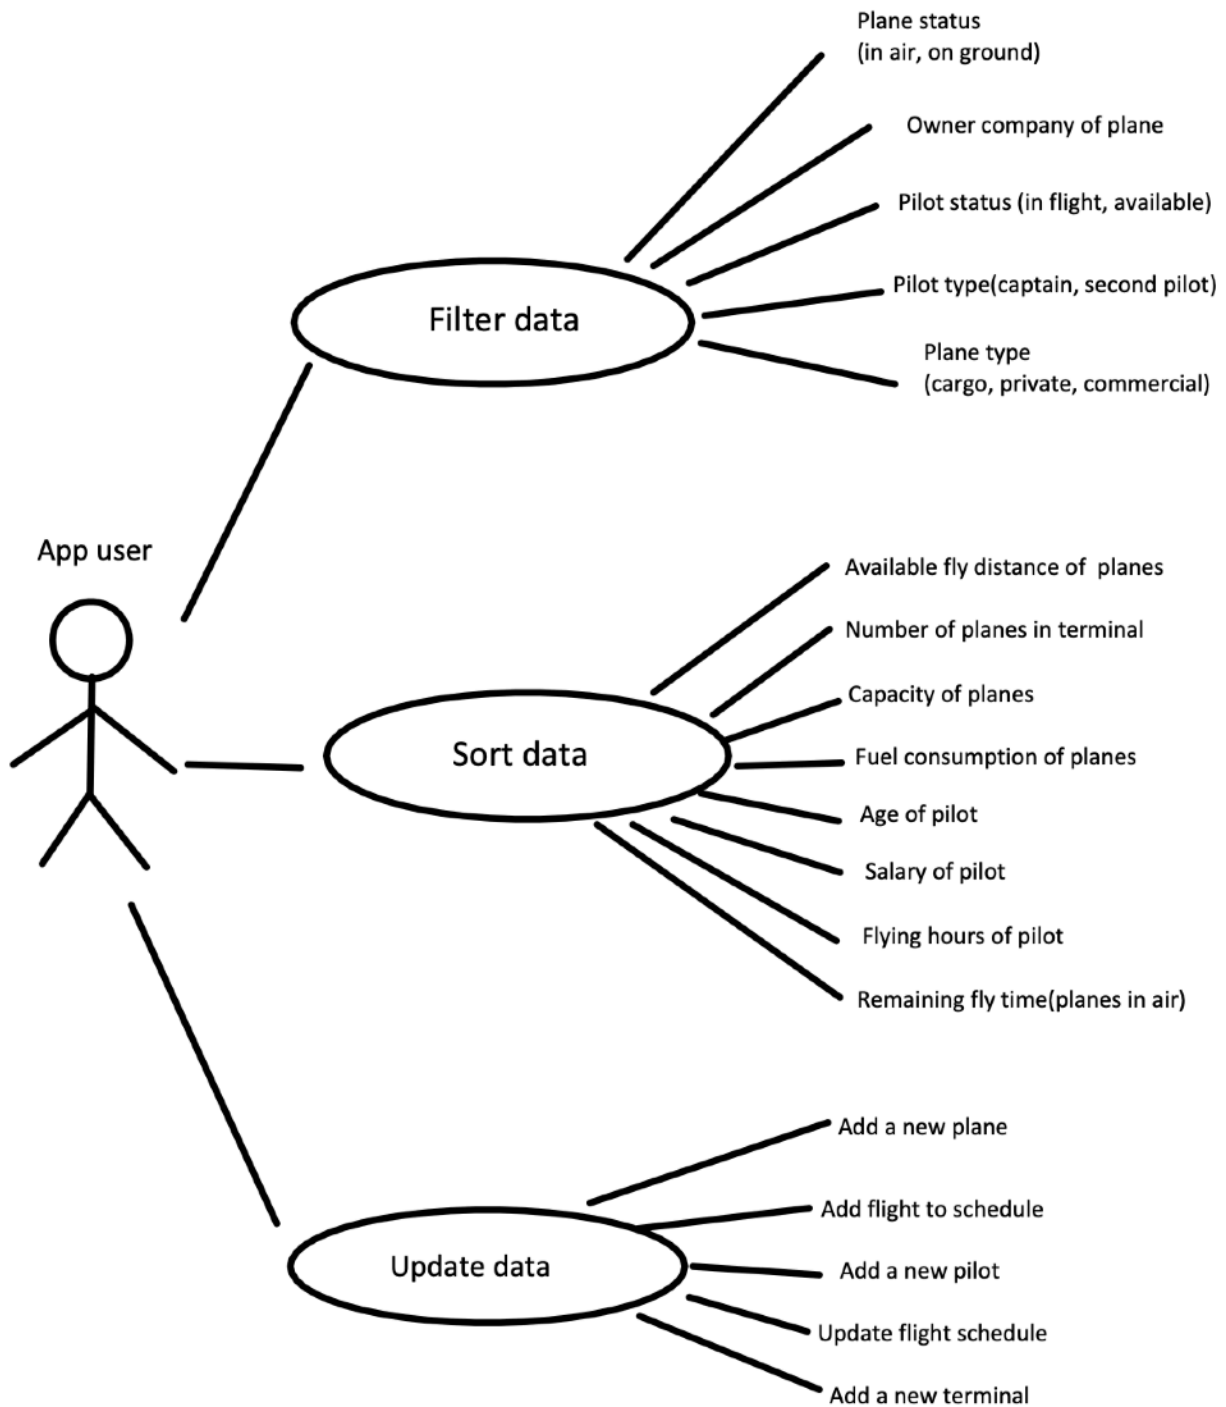 Plane status
(in air, on ground)
Owner company of plane
Pilot status (in flight, available)
Pilot type(captain, second pilot)
Filter data
Plane type
(cargo, private, commercial)
App user
Available fly distance of planes
Number of planes in terminal
Capacity of planes
Sort data
Fuel consumption of planes
Age of pilot
Salary of pilot
Flying hours of pilot
Remaining fly time(planes in air)
Add a new plane
Add flight to schedule
Update data
Add a new pilot
Update flight schedule
Add a new terminal